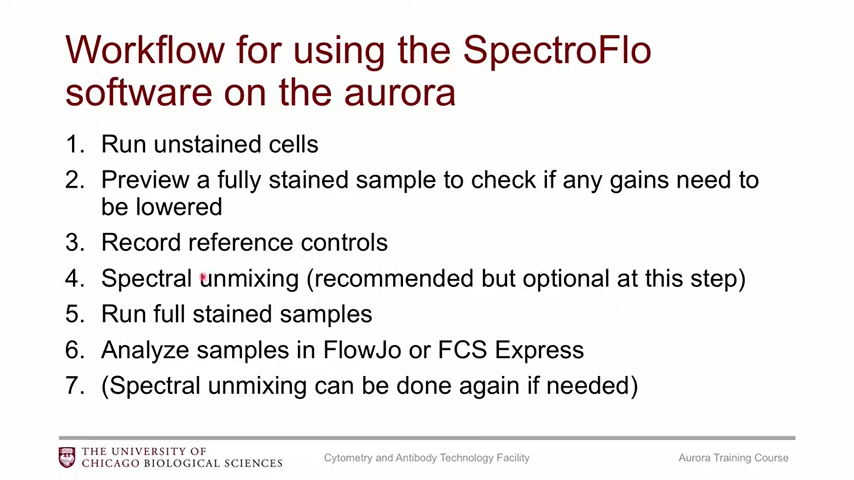 Workflow for using the SpectroFlo
software on the aurora
1. Run unstained cells
2. Preview a fully stained sample to check if any gains need to
be lowered
3. Record reference controls
4. Spectral unmixing (recommended but optional at this step)
5. Run full stained samples
6. Analyze samples in FlowJo or FCS Express
7. (Spectral unmixing can be done again if needed)
THE UNIVERSITY OF
CHICAGO BIOLOGICAL SCIENCES
Cytometry and Antibody Technology Facility
Aurora Training Course